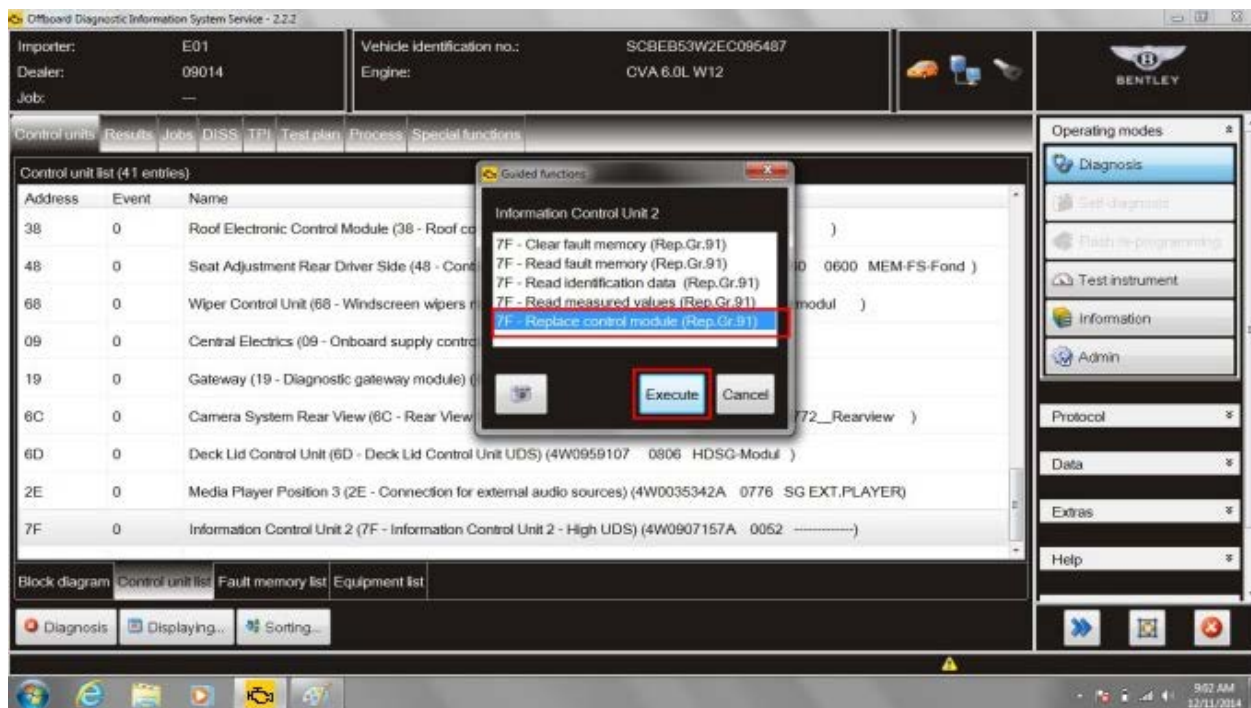 Offboard Diagnostic Information System Service - 2.2.2
Importer: E01
Dealer: 09014
Job: ---
Vehicle identification no.: SCBEB53W2EC095487
Engine: CVA 6.0L W12
BENTLEY
Control units Results Jobs DISS TPI Test plan Process Special functions
Control unit list (41 entries)
Address Event Name
38 0 Roof Electronic Control Module (38 - Roof co )
48 0 Seat Adjustment Rear Driver Side (48 - Cont 0600 MEM-FS-Fond )
68 0 Wiper Control Unit (68 - Windscreen wipers modul )
09 0 Central Electrics (09 - Onboard supply contro
19 0 Gateway (19 - Diagnostic gateway module) (
6C 0 Camera System Rear View (6C - Rear View 772__Rearview )
6D 0 Deck Lid Control Unit (6D - Deck Lid Control Unit UDS) (4W0959107 0806 HDSG-Modul )
2E 0 Media Player Position 3 (2E - Connection for external audio sources) (4W0035342A 0776 SG EXT.PLAYER)
7F 0 Information Control Unit 2 (7F - Information Control Unit 2 - High UDS) (4W0907157A 0052 -------------)
Guided functions
Information Control Unit 2
7F - Clear fault memory (Rep.Gr.91)
7F - Read fault memory (Rep.Gr.91)
7F - Read identification data (Rep.Gr.91)
7F - Read measured values (Rep.Gr.91)
7F - Replace control module (Rep.Gr.91)
Execute Cancel
Block diagram Control unit list Fault memory list Equipment list
Diagnosis Displaying... Sorting...
Operating modes
Diagnosis
Self-diagnosis
Flash re-programming
Test instrument
Information
Admin
Protocol
Data
Extras
Help
9:02 AM
12/11/2014